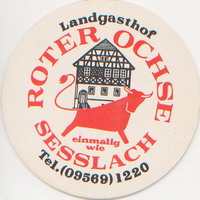 Landgasthof
ROTER OCHSE
einmalig
wie
SESSLACH
Tel.(09569)1220